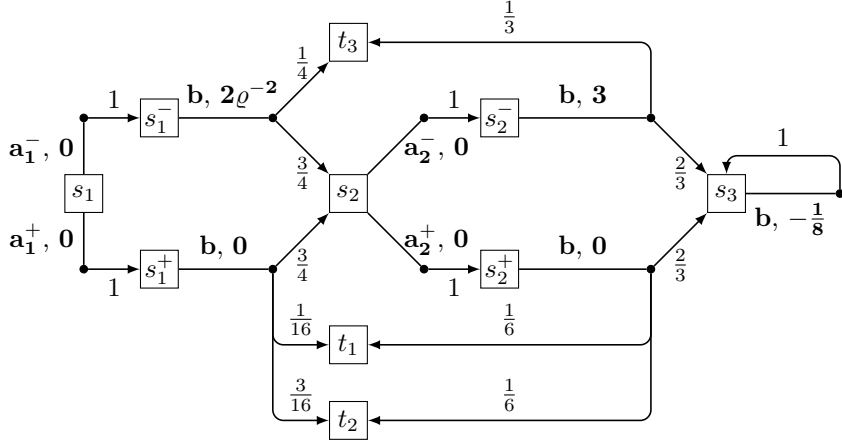 1/3
t₃
1/4
1
s₁⁻
b, 2ϱ⁻²
1
s₂⁻
b, 3
a₁⁻, 0
3/4
a₂⁻, 0
2/3
1
s₁
s₂
s₃
b, −1/8
a₁⁺, 0
3/4
a₂⁺, 0
2/3
1
s₁⁺
b, 0
1
s₂⁺
b, 0
1/16
t₁
1/6
3/16
t₂
1/6